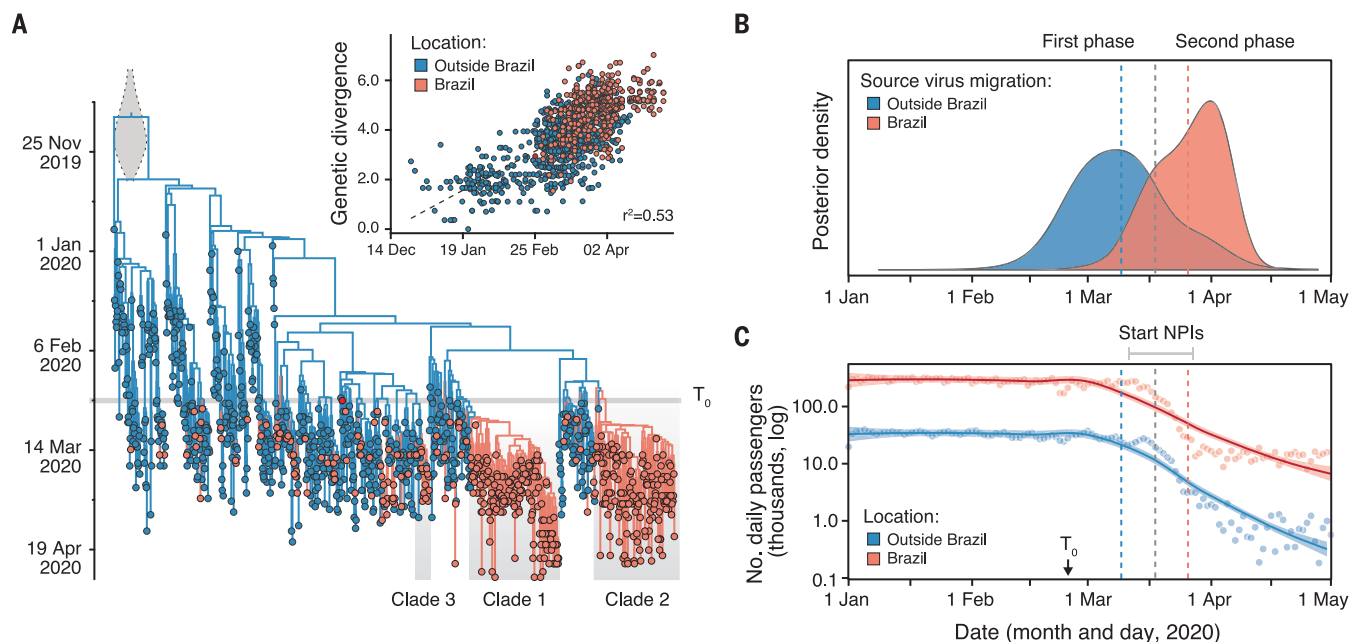 A
Location:
Outside Brazil
Brazil
Genetic divergence
6.0
4.0
2.0
0.0
r²=0.53
14 Dec
19 Jan
25 Feb
02 Apr
25 Nov
2019
1 Jan
2020
6 Feb
2020
14 Mar
2020
19 Apr
2020
T₀
Clade 3
Clade 1
Clade 2
B
First phase
Second phase
Source virus migration:
Outside Brazil
Brazil
Posterior density
1 Jan
1 Feb
1 Mar
1 Apr
1 May
C
Start NPIs
No. daily passengers
(thousands, log)
100.0
10.0
1.0
0.1
Location:
Outside Brazil
Brazil
T₀
1 Jan
1 Feb
1 Mar
1 Apr
1 May
Date (month and day, 2020)